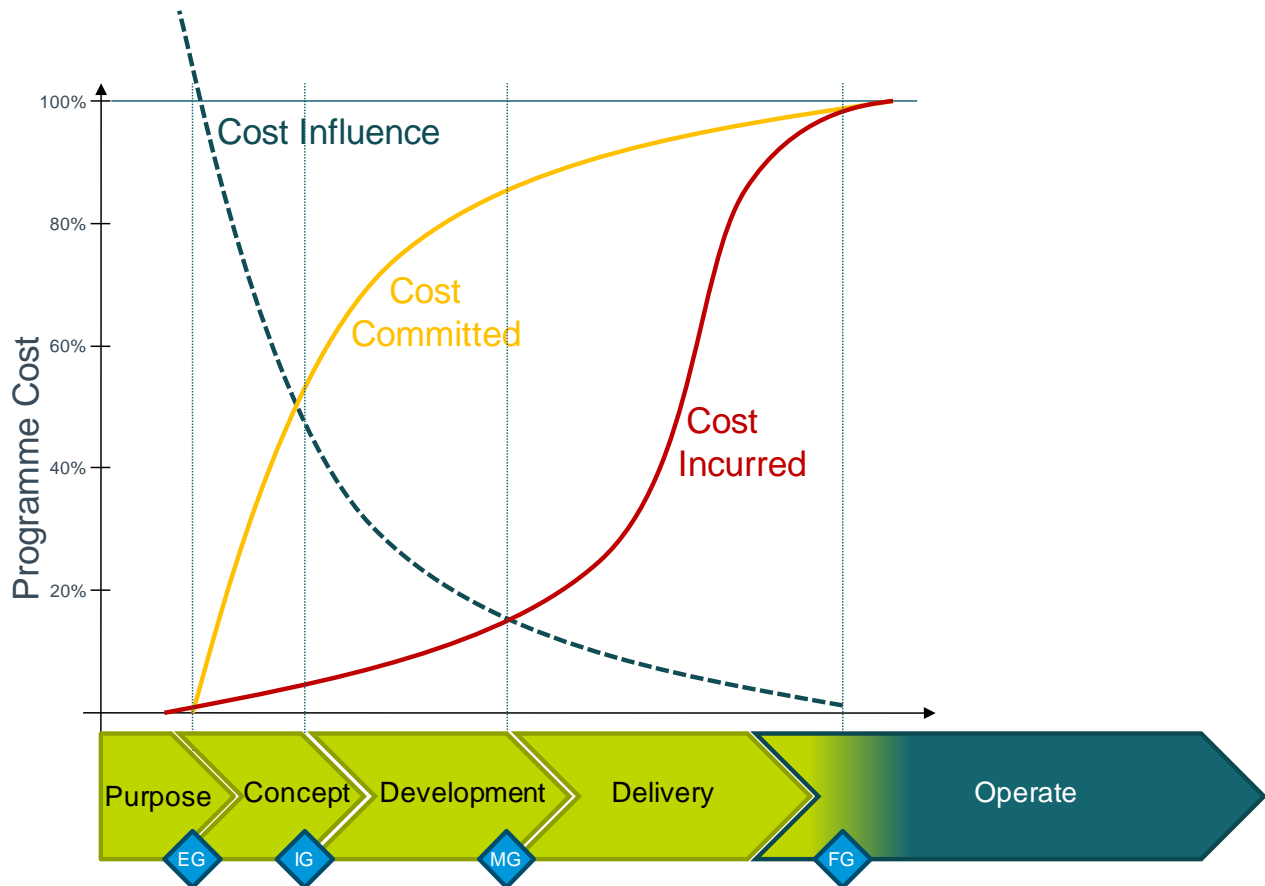 100%
Cost Influence
80%
Cost
Committed
60%
Programme Cost
Cost
Incurred
40%
20%
Purpose
Concept
Development
Delivery
Operate
EG
IG
MG
FG